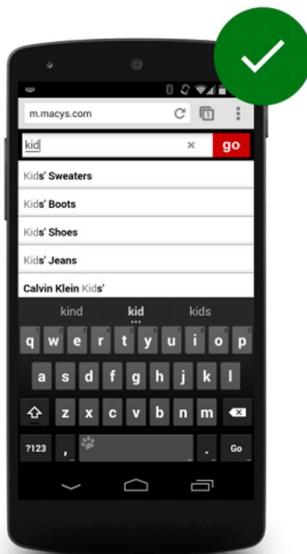 m.macys.com
kid go
Kids' Sweaters
Kids' Boots
Kids' Shoes
Kids' Jeans
Calvin Klein Kids'
kind kid kids
q w e r t y u i o p
a s d f g h j k l
z x c v b n m
?123 , . Go